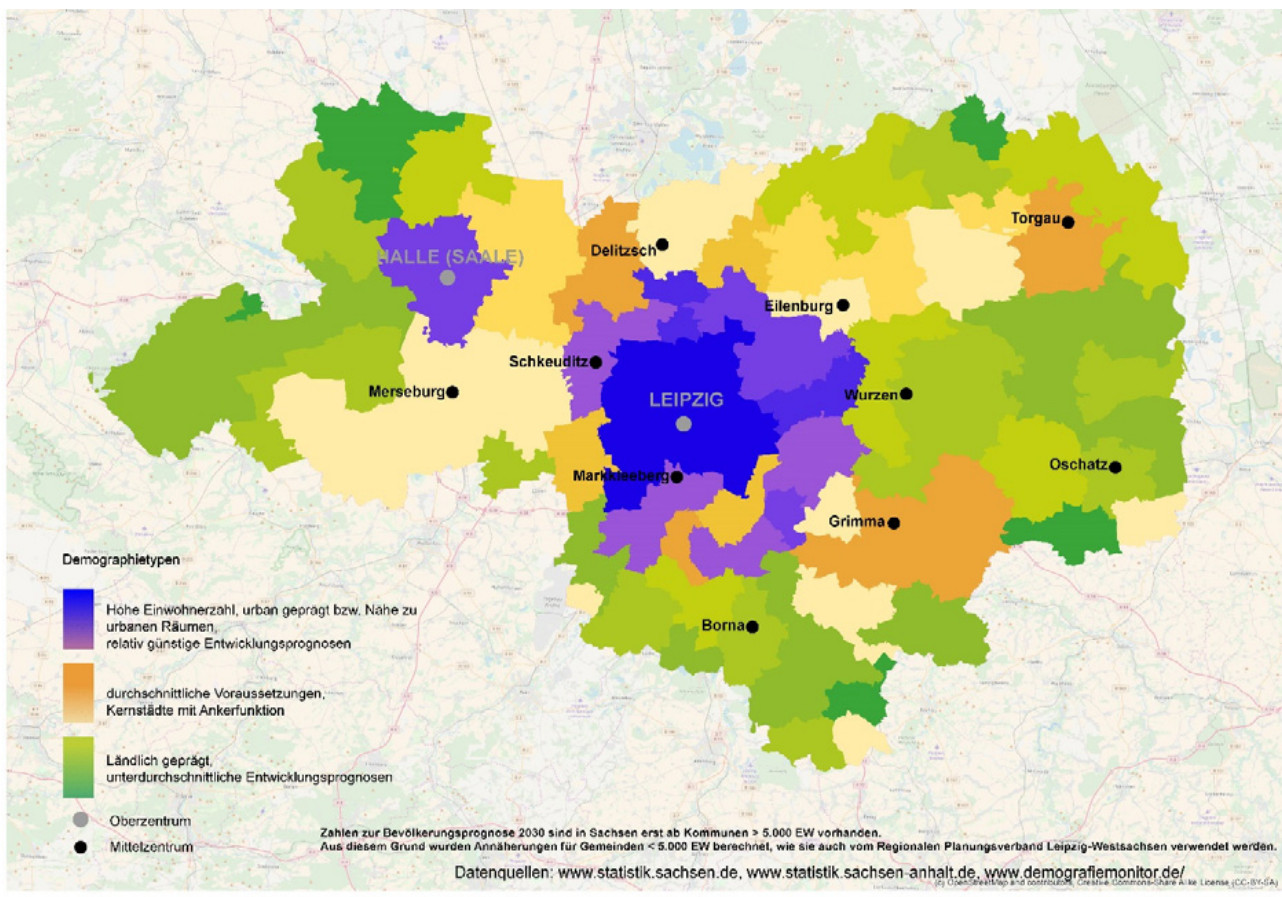 Torgau
Delitzsch
HALLE (SAALE)
Eilenburg
Schkeuditz
Merseburg
Wurzen
LEIPZIG
Oschatz
Markkleeberg
Grimma
Borna
Demographietypen
Hohe Einwohnerzahl, urban geprägt bzw. Nähe zu
urbanen Räumen,
relativ günstige Entwicklungsprognosen
durchschnittliche Voraussetzungen,
Kernstädte mit Ankerfunktion
Ländlich geprägt,
unterdurchschnittliche Entwicklungsprognosen
Oberzentrum
Mittelzentrum
Zahlen zur Bevölkerungsprognose 2030 sind in Sachsen erst ab Kommunen > 5.000 EW vorhanden.
Aus diesem Grund wurden Annäherungen für Gemeinden < 5.000 EW berechnet, wie sie auch vom Regionalen Planungsverband Leipzig-Westsachsen verwendet werden.
Datenquellen: www.statistik.sachsen.de, www.statistik.sachsen-anhalt.de, www.demografiemonitor.de/
(c) OpenStreetMap and contributors, Creative Commons-Share Alike License (CC-BY-SA)